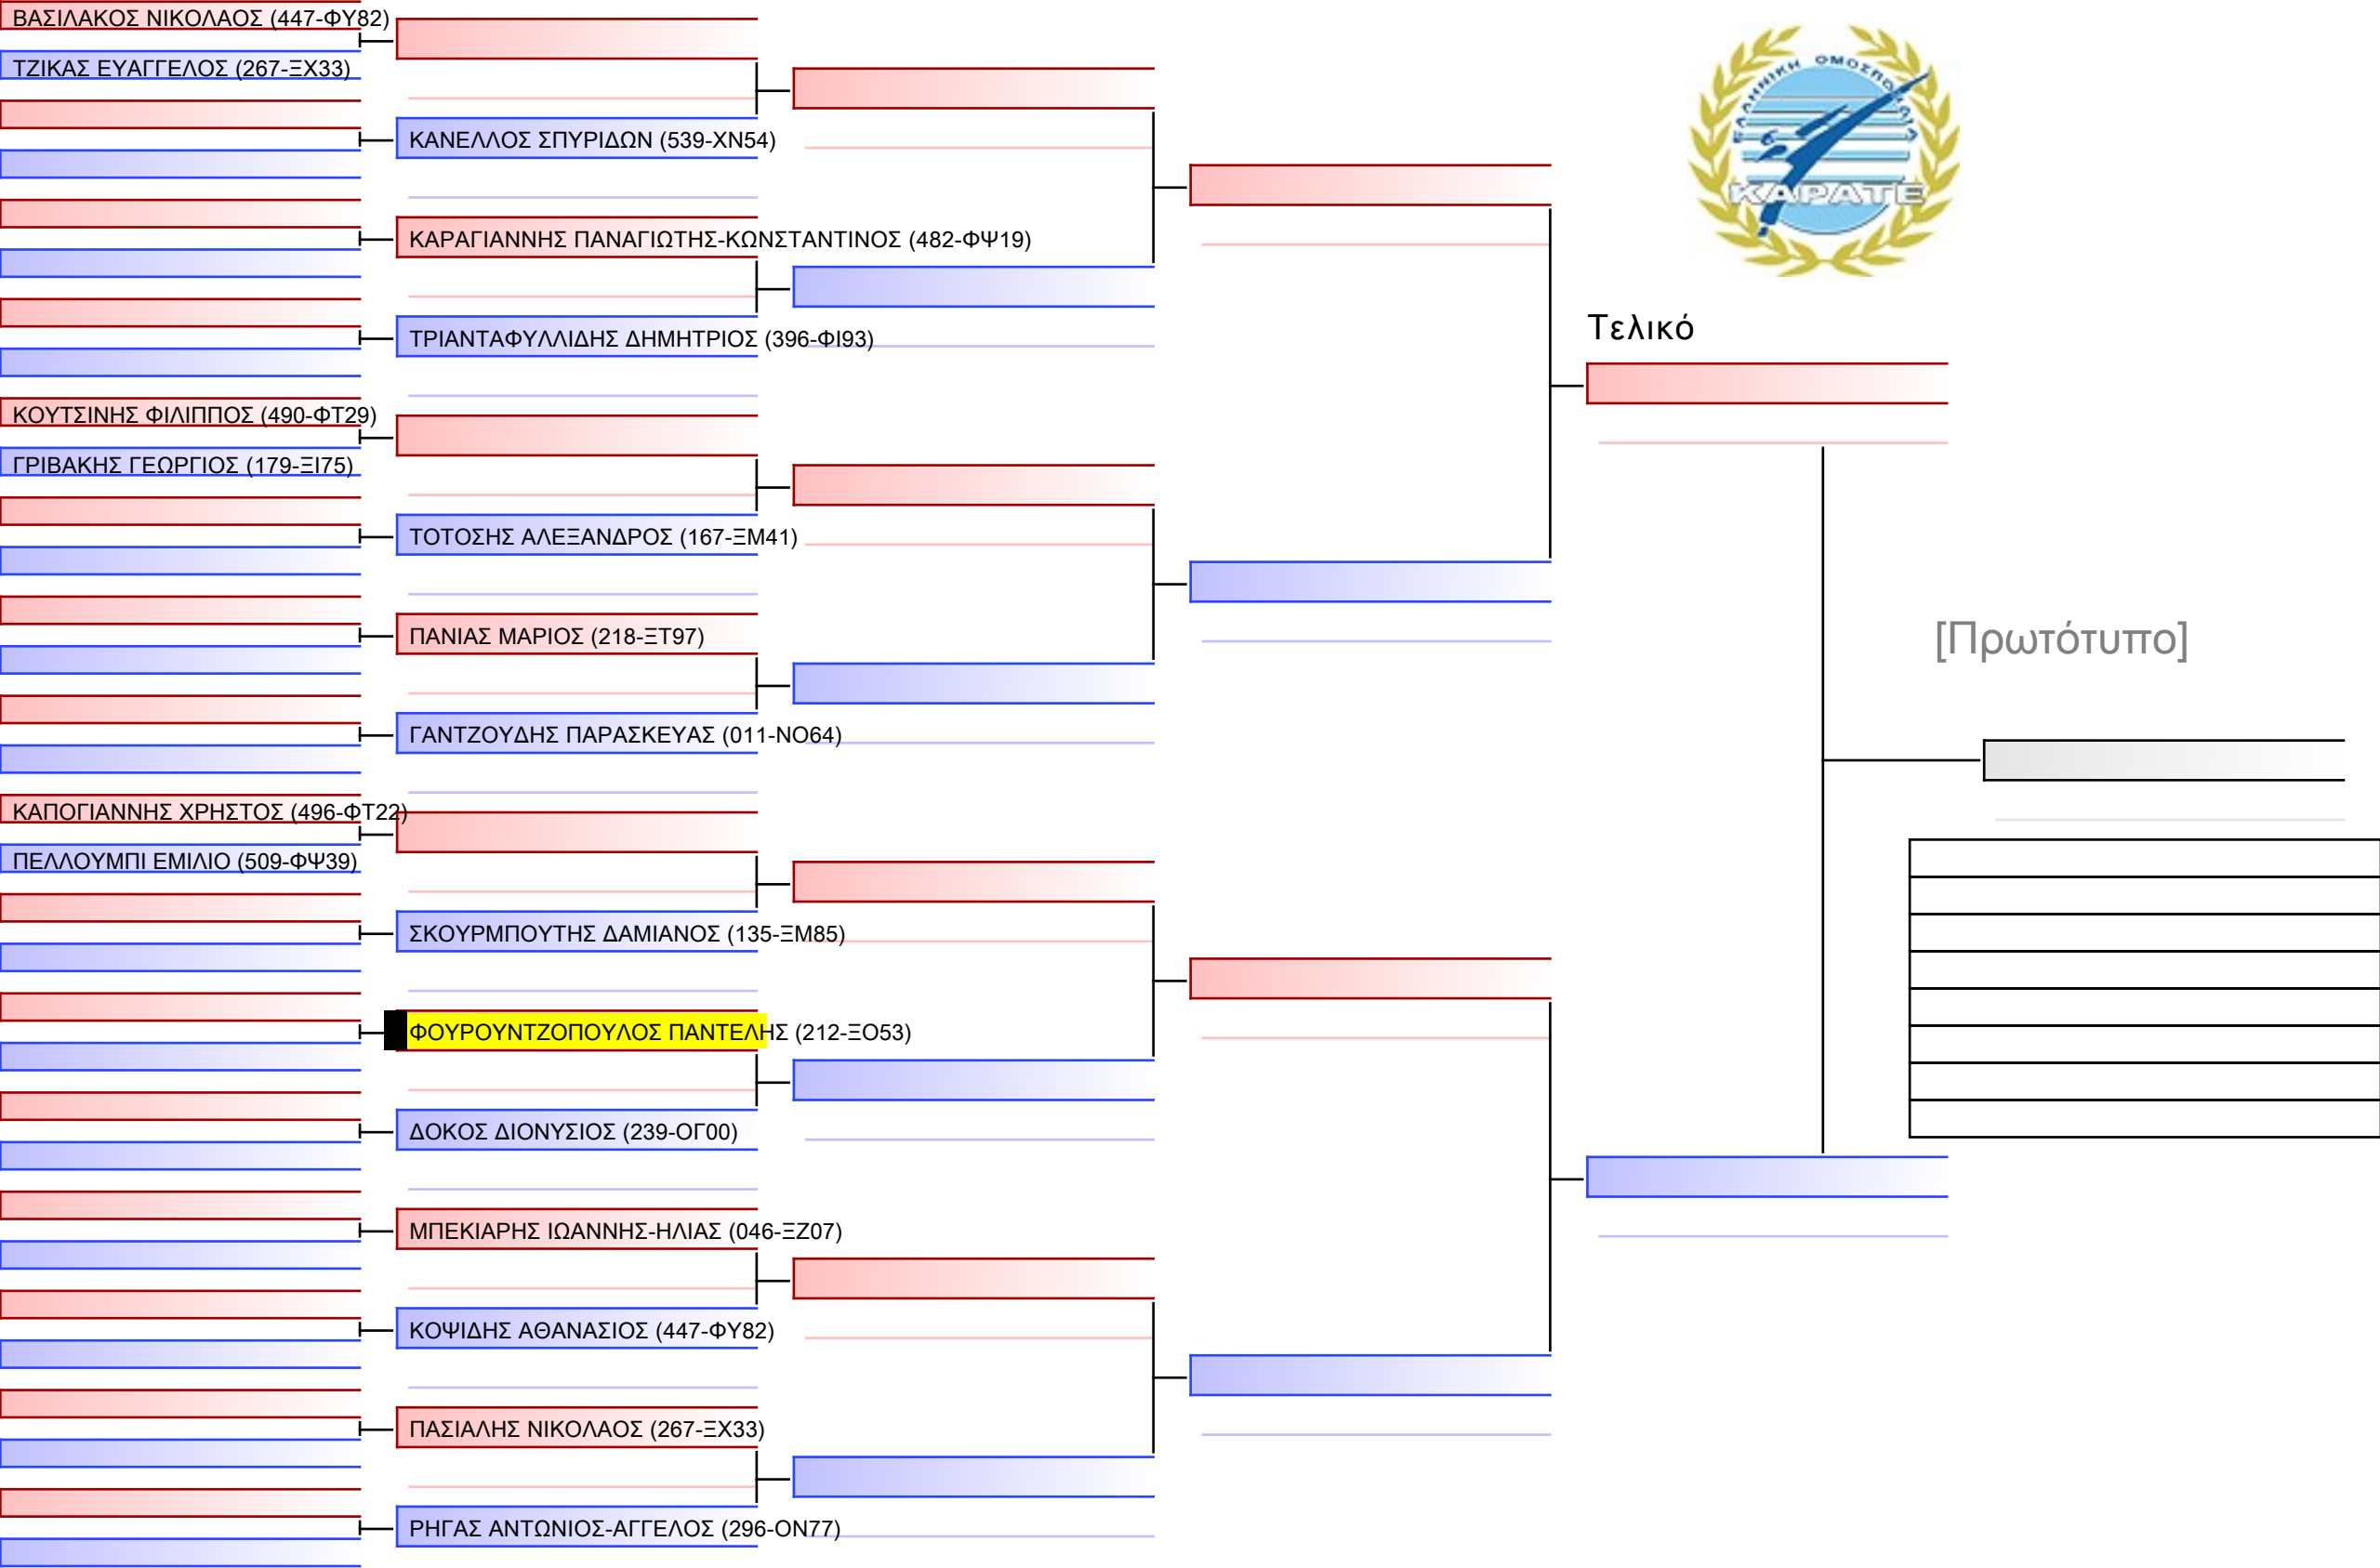 ΒΑΣΙΛΑΚΟΣ ΝΙΚΟΛΑΟΣ (447-ΦΥ82)
ΤΖΙΚΑΣ ΕΥΑΓΓΕΛΟΣ (267-ΞΧ33)
ΚΑΝΕΛΛΟΣ ΣΠΥΡΙΔΩΝ (539-ΧΝ54)
ΚΑΡΑΓΙΑΝΝΗΣ ΠΑΝΑΓΙΩΤΗΣ-ΚΩΝΣΤΑΝΤΙΝΟΣ (482-ΦΨ19)
ΤΡΙΑΝΤΑΦΥΛΛΙΔΗΣ ΔΗΜΗΤΡΙΟΣ (396-ΦΙ93)
ΚΟΥΤΣΙΝΗΣ ΦΙΛΙΠΠΟΣ (490-ΦΤ29)
ΓΡΙΒΑΚΗΣ ΓΕΩΡΓΙΟΣ (179-ΞΙ75)
ΤΟΤΟΣΗΣ ΑΛΕΞΑΝΔΡΟΣ (167-ΞΜ41)
ΠΑΝΙΑΣ ΜΑΡΙΟΣ (218-ΞΤ97)
ΓΑΝΤΖΟΥΔΗΣ ΠΑΡΑΣΚΕΥΑΣ (011-ΝΟ64)
ΚΑΠΟΓΙΑΝΝΗΣ ΧΡΗΣΤΟΣ (496-ΦΤ22)
ΠΕΛΛΟΥΜΠΙ ΕΜΙΛΙΟ (509-ΦΨ39)
ΣΚΟΥΡΜΠΟΥΤΗΣ ΔΑΜΙΑΝΟΣ (135-ΞΜ85)
ΦΟΥΡΟΥΝΤΖΟΠΟΥΛΟΣ ΠΑΝΤΕΛΗΣ (212-ΞΟ53)
ΔΟΚΟΣ ΔΙΟΝΥΣΙΟΣ (239-ΟΓ00)
ΜΠΕΚΙΑΡΗΣ ΙΩΑΝΝΗΣ-ΗΛΙΑΣ (046-ΞΖ07)
ΚΟΨΙΔΗΣ ΑΘΑΝΑΣΙΟΣ (447-ΦΥ82)
ΠΑΣΙΑΛΗΣ ΝΙΚΟΛΑΟΣ (267-ΞΧ33)
ΡΗΓΑΣ ΑΝΤΩΝΙΟΣ-ΑΓΓΕΛΟΣ (296-ΟΝ77)
ΕΛΛΗΝΙΚΗ ΟΜΟΣΠΟΝΔΙΑ
ΚΑΡΑΤΕ
Τελικό
[Πρωτότυπο]